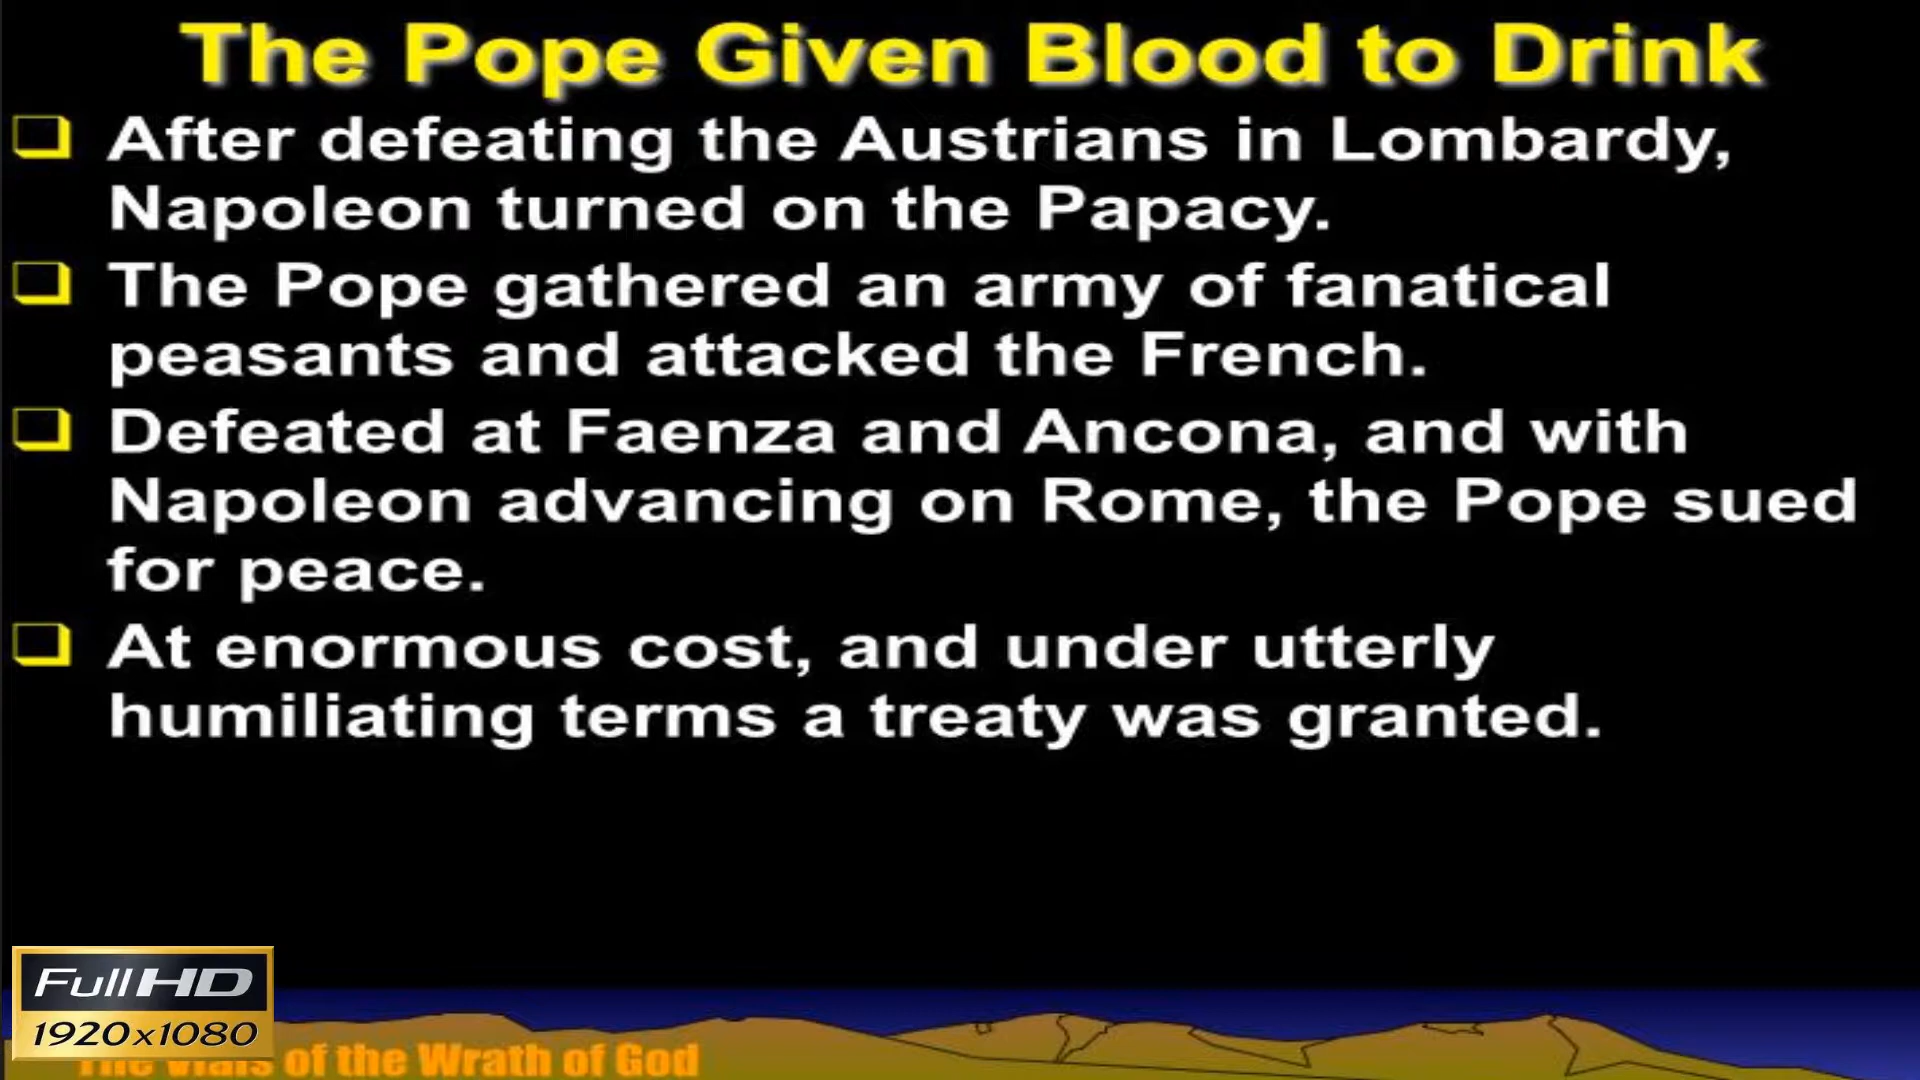 The Pope Given Blood to Drink
After defeating the Austrians in Lombardy,
Napoleon turned on the Papacy.
The Pope gathered an army of fanatical
peasants and attacked the French.
Defeated at Faenza and Ancona, and with
Napoleon advancing on Rome, the Pope sued
for peace.
At enormous cost, and under utterly
humiliating terms a treaty was granted.
Full HD
1920x1080
The Vials of the Wrath of God